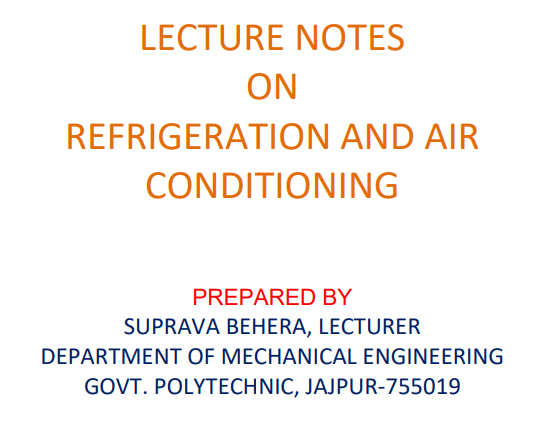 LECTURE NOTES
ON
REFRIGERATION AND AIR
CONDITIONING
PREPARED BY
SUPRAVA BEHERA, LECTURER
DEPARTMENT OF MECHANICAL ENGINEERING
GOVT. POLYTECHNIC, JAJPUR-755019